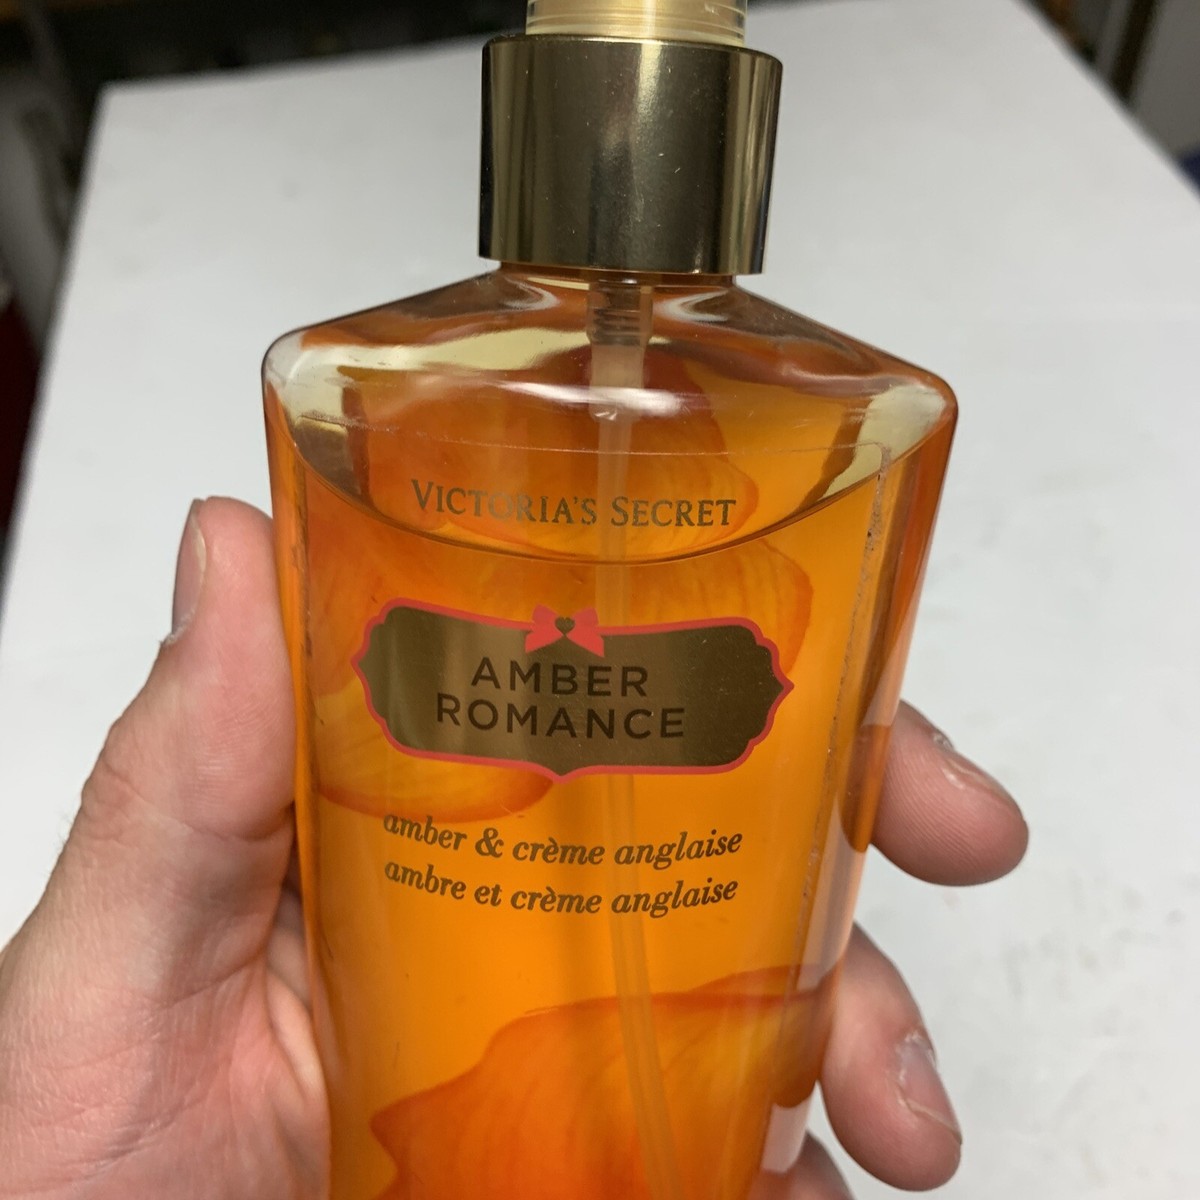 VICTORIA'S SECRET
AMBER
ROMANCE
amber & crème anglaise
ambre et crème anglaise